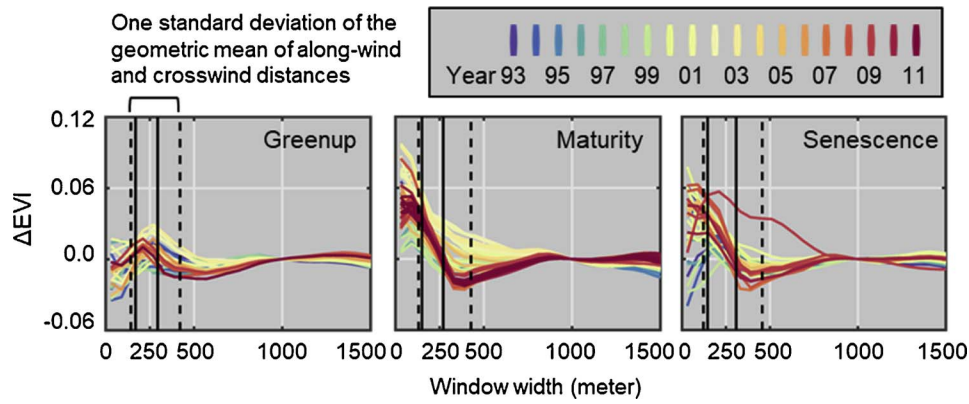 One standard deviation of the
geometric mean of along-wind
and crosswind distances
Year 93 95 97 99 01 03 05 07 09 11
Greenup Maturity Senescence
0.12
0.06
0.0
-0.06
ΔEVI
0 250 500 1000 1500 0 250 500 1000 1500 0 250 500 1000 1500
Window width (meter)